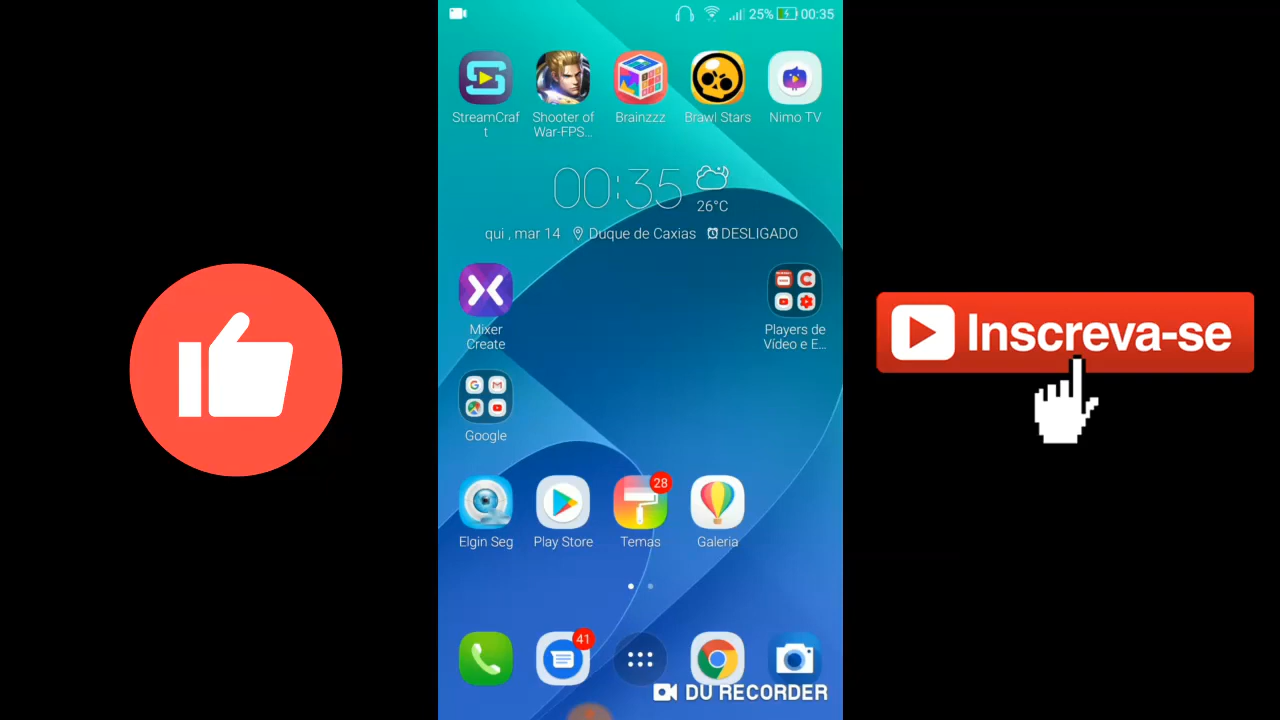 25% 00:35
StreamCraf
t
Shooter of
War-FPS...
Brainzzz
Brawl Stars
Nimo TV
00:35
26°C
qui , mar 14 Duque de Caxias DESLIGADO
Mixer
Create
Players de
Vídeo e E...
Inscreva-se
Google
28
Elgin Seg
Play Store
Temas
Galeria
41
DU RECORDER